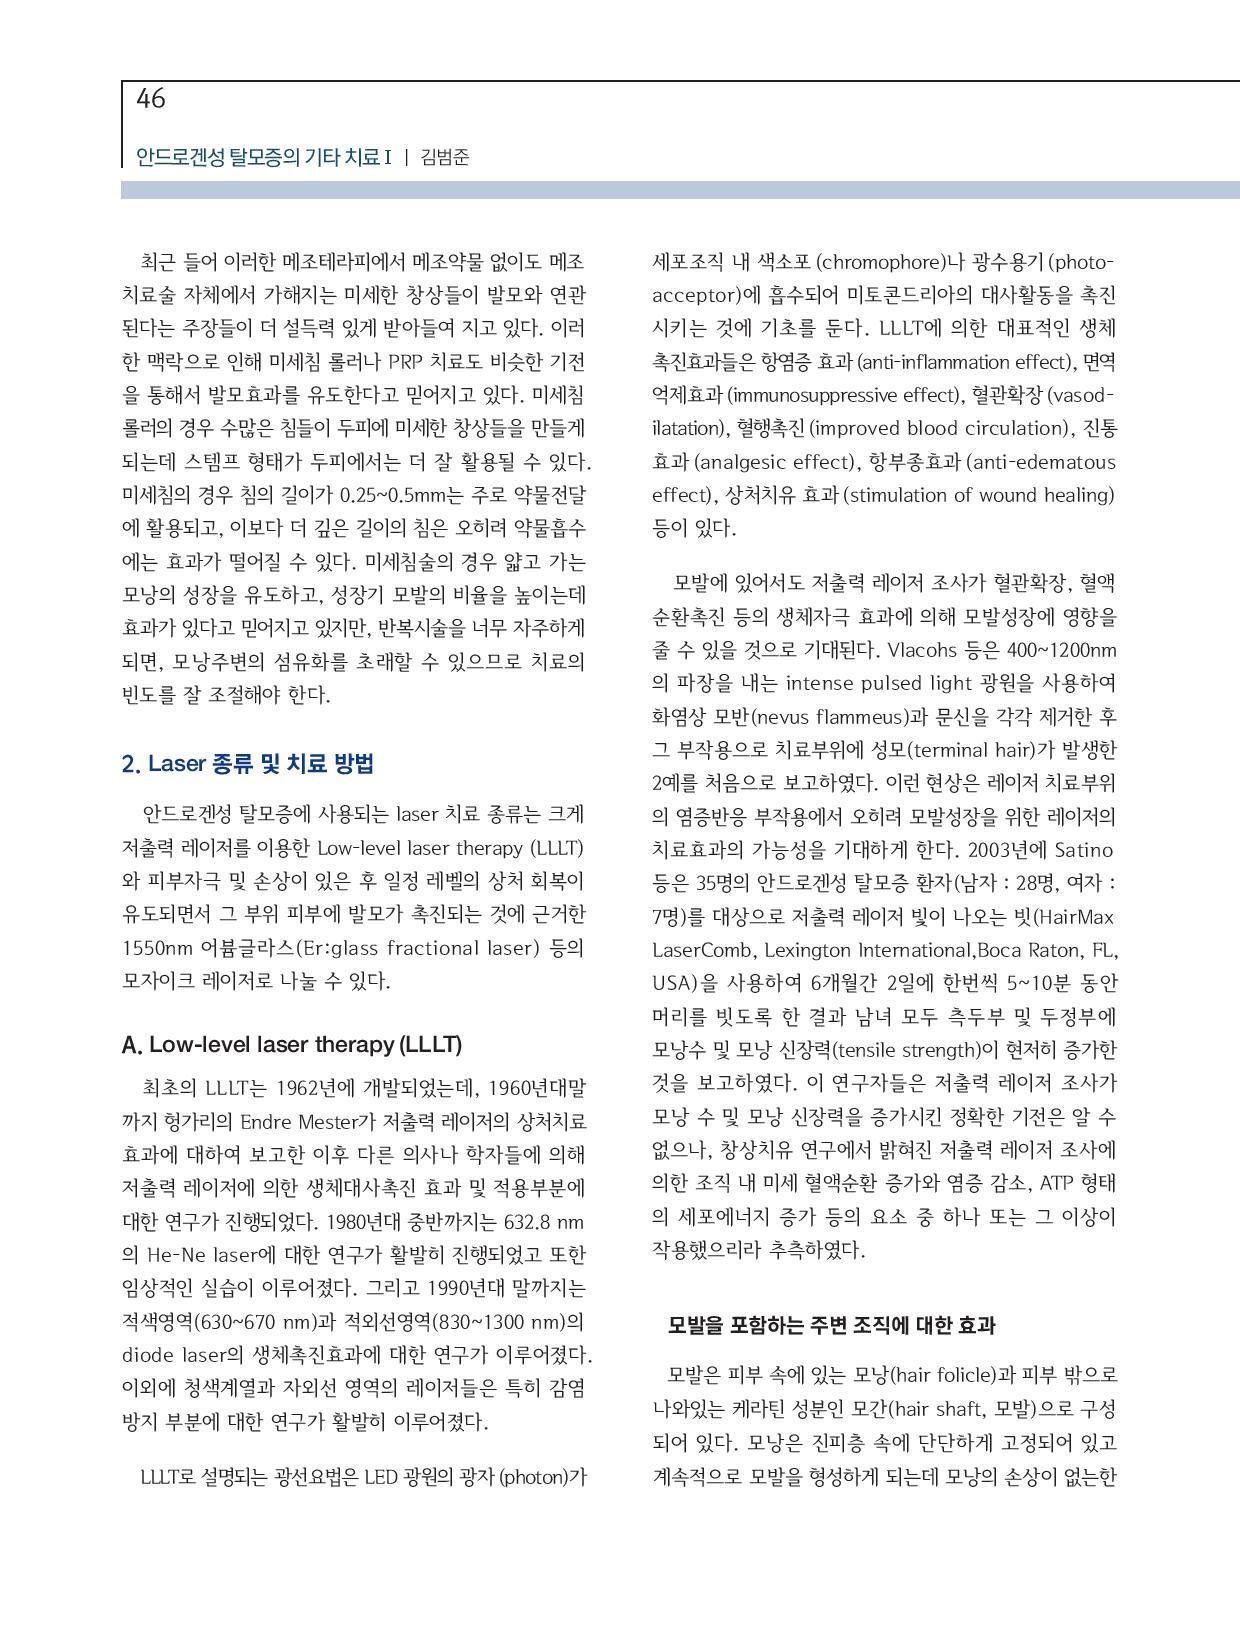 46
안드로겐성 탈모증의 기타 치료 I | 김범준
최근 들어 이러한 메조테라피에서 메조약물 없이도 메조
치료술 자체에서 가해지는 미세한 창상들이 발모와 연관
된다는 주장들이 더 설득력 있게 받아들여 지고 있다. 이러
한 맥락으로 인해 미세침 롤러나 PRP 치료도 비슷한 기전
을 통해서 발모효과를 유도한다고 믿어지고 있다. 미세침
롤러의 경우 수많은 침들이 두피에 미세한 창상들을 만들게
되는데 스템프 형태가 두피에서는 더 잘 활용될 수 있다.
미세침의 경우 침의 길이가 0.25~0.5mm는 주로 약물전달
에 활용되고, 이보다 더 깊은 길이의 침은 오히려 약물흡수
에는 효과가 떨어질 수 있다. 미세침술의 경우 얇고 가는
모낭의 성장을 유도하고, 성장기 모발의 비율을 높이는데
효과가 있다고 믿어지고 있지만, 반복시술을 너무 자주하게
되면, 모낭주변의 섬유화를 초래할 수 있으므로 치료의
빈도를 잘 조절해야 한다.
2. Laser 종류 및 치료 방법
안드로겐성 탈모증에 사용되는 laser 치료 종류는 크게
저출력 레이저를 이용한 Low-level laser therapy (LLLT)
와 피부자극 및 손상이 있은 후 일정 레벨의 상처 회복이
유도되면서 그 부위 피부에 발모가 촉진되는 것에 근거한
1550nm 어븀글라스(Er:glass fractional laser) 등의
모자이크 레이저로 나눌 수 있다.
A. Low-level laser therapy (LLLT)
최초의 LLLT는 1962년에 개발되었는데, 1960년대말
까지 헝가리의 Endre Mester가 저출력 레이저의 상처치료
효과에 대하여 보고한 이후 다른 의사나 학자들에 의해
저출력 레이저에 의한 생체대사촉진 효과 및 적용부분에
대한 연구가 진행되었다. 1980년대 중반까지는 632.8 nm
의 He-Ne laser에 대한 연구가 활발히 진행되었고 또한
임상적인 실습이 이루어졌다. 그리고 1990년대 말까지는
적색영역(630~670 nm)과 적외선영역(830~1300 nm)의
diode laser의 생체촉진효과에 대한 연구가 이루어졌다.
이외에 청색계열과 자외선 영역의 레이저들은 특히 감염
방지 부분에 대한 연구가 활발히 이루어졌다.
LLLT로 설명되는 광선요법은 LED 광원의 광자 (photon)가
세포조직 내 색소포 (chromophore)나 광수용기 (photo-
acceptor)에 흡수되어 미토콘드리아의 대사활동을 촉진
시키는 것에 기초를 둔다. LLLT에 의한 대표적인 생체
촉진효과들은 항염증 효과 (anti-inflammation effect), 면역
억제효과 (immunosuppressive effect), 혈관확장 (vasod-
ilatation), 혈행촉진 (improved blood circulation), 진통
효과 (analgesic effect), 항부종효과 (anti-edematous
effect), 상처치유 효과 (stimulation of wound healing)
등이 있다.
모발에 있어서도 저출력 레이저 조사가 혈관확장, 혈액
순환촉진 등의 생체자극 효과에 의해 모발성장에 영향을
줄 수 있을 것으로 기대된다. Vlacohs 등은 400~1200nm
의 파장을 내는 intense pulsed light 광원을 사용하여
화염상 모반(nevus flammeus)과 문신을 각각 제거한 후
그 부작용으로 치료부위에 성모(terminal hair)가 발생한
2예를 처음으로 보고하였다. 이런 현상은 레이저 치료부위
의 염증반응 부작용에서 오히려 모발성장을 위한 레이저의
치료효과의 가능성을 기대하게 한다. 2003년에 Satino
등은 35명의 안드로겐성 탈모증 환자(남자 : 28명, 여자 :
7명)를 대상으로 저출력 레이저 빛이 나오는 빗(HairMax
LaserComb, Lexington International,Boca Raton, FL,
USA)을 사용하여 6개월간 2일에 한번씩 5~10분 동안
머리를 빗도록 한 결과 남녀 모두 측두부 및 두정부에
모낭수 및 모낭 신장력(tensile strength)이 현저히 증가한
것을 보고하였다. 이 연구자들은 저출력 레이저 조사가
모낭 수 및 모낭 신장력을 증가시킨 정확한 기전은 알 수
없으나, 창상치유 연구에서 밝혀진 저출력 레이저 조사에
의한 조직 내 미세 혈액순환 증가와 염증 감소, ATP 형태
의 세포에너지 증가 등의 요소 중 하나 또는 그 이상이
작용했으리라 추측하였다.
모발을 포함하는 주변 조직에 대한 효과
모발은 피부 속에 있는 모낭(hair folicle)과 피부 밖으로
나와있는 케라틴 성분인 모간(hair shaft, 모발)으로 구성
되어 있다. 모낭은 진피층 속에 단단하게 고정되어 있고
계속적으로 모발을 형성하게 되는데 모낭의 손상이 없는한